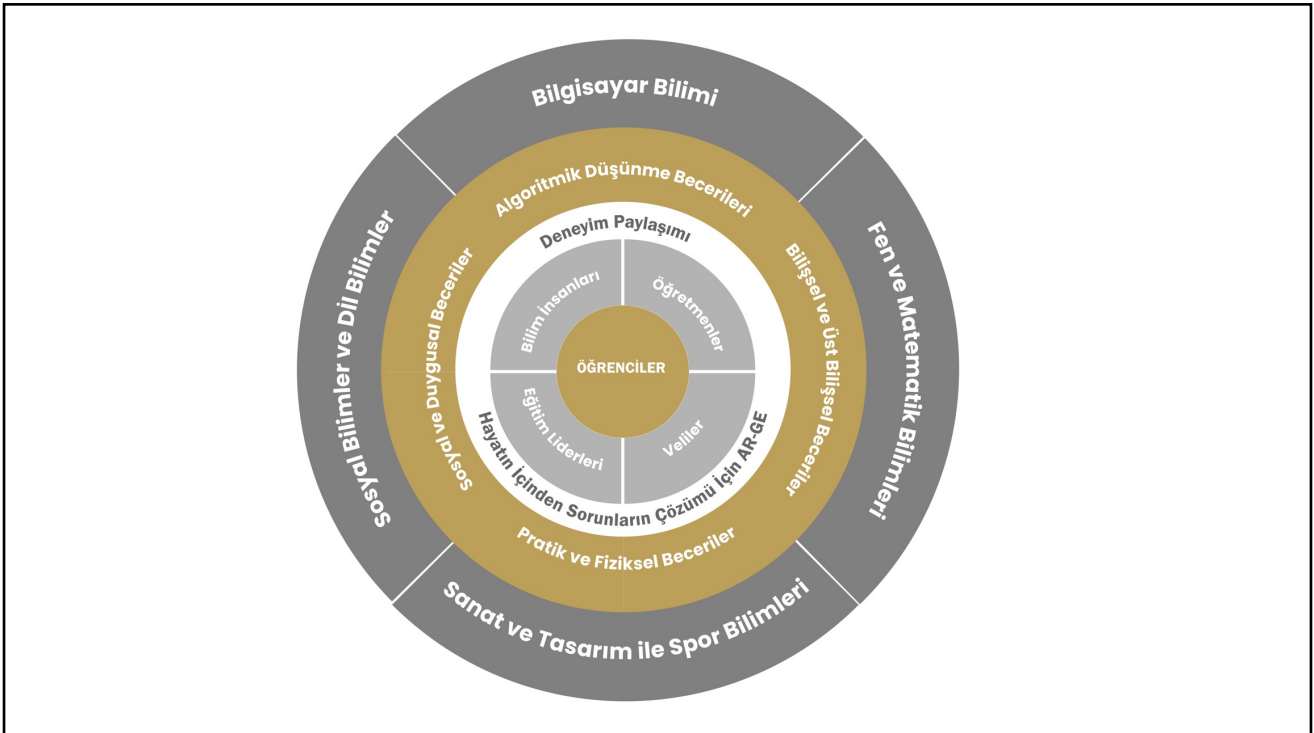 Bilgisayar Bilimi
Fen ve Matematik Bilimleri
Sanat ve Tasarım ile Spor Bilimleri
Sosyal Bilimler ve Dil Bilimler
Algoritmik Düşünme Becerileri
Bilişsel ve Üst Bilişsel Beceriler
Pratik ve Fiziksel Beceriler
Sosyal ve Duygusal Beceriler
Deneyim Paylaşımı
Hayatın İçinden Sorunların Çözümü İçin AR-GE
Bilim İnsanları
Öğretmenler
Veliler
Eğitim Liderleri
ÖĞRENCİLER